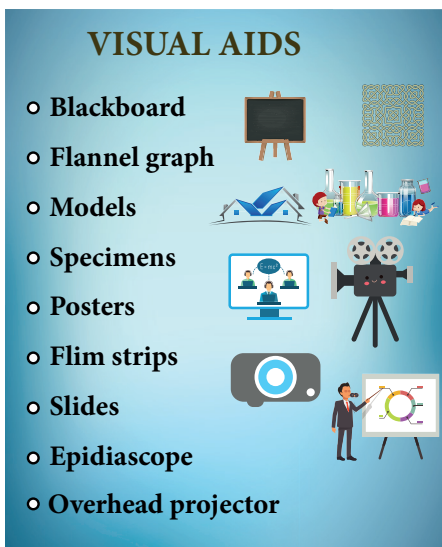 VISUAL AIDS
Blackboard
Flannel graph
Models
Specimens
Posters
Flim strips
Slides
Epidiascope
Overhead projector